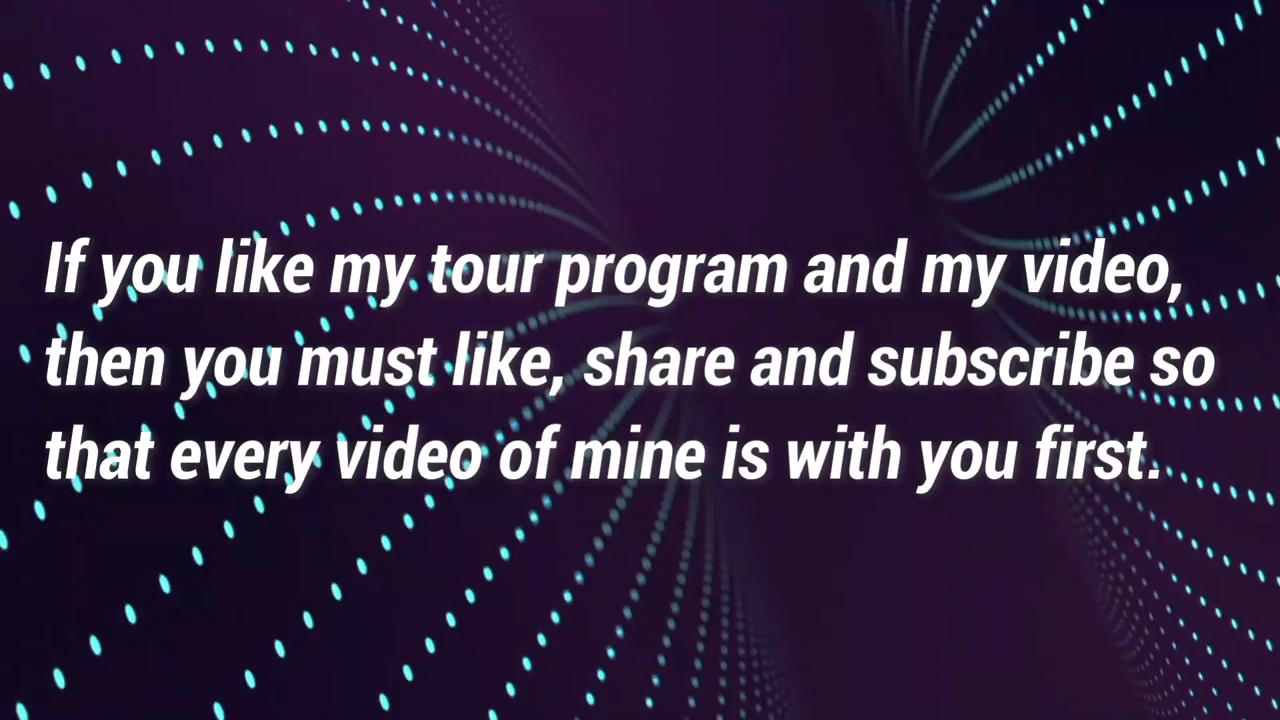 If you like my tour program and my video,
then you must like, share and subscribe so
that every video of mine is with you first.